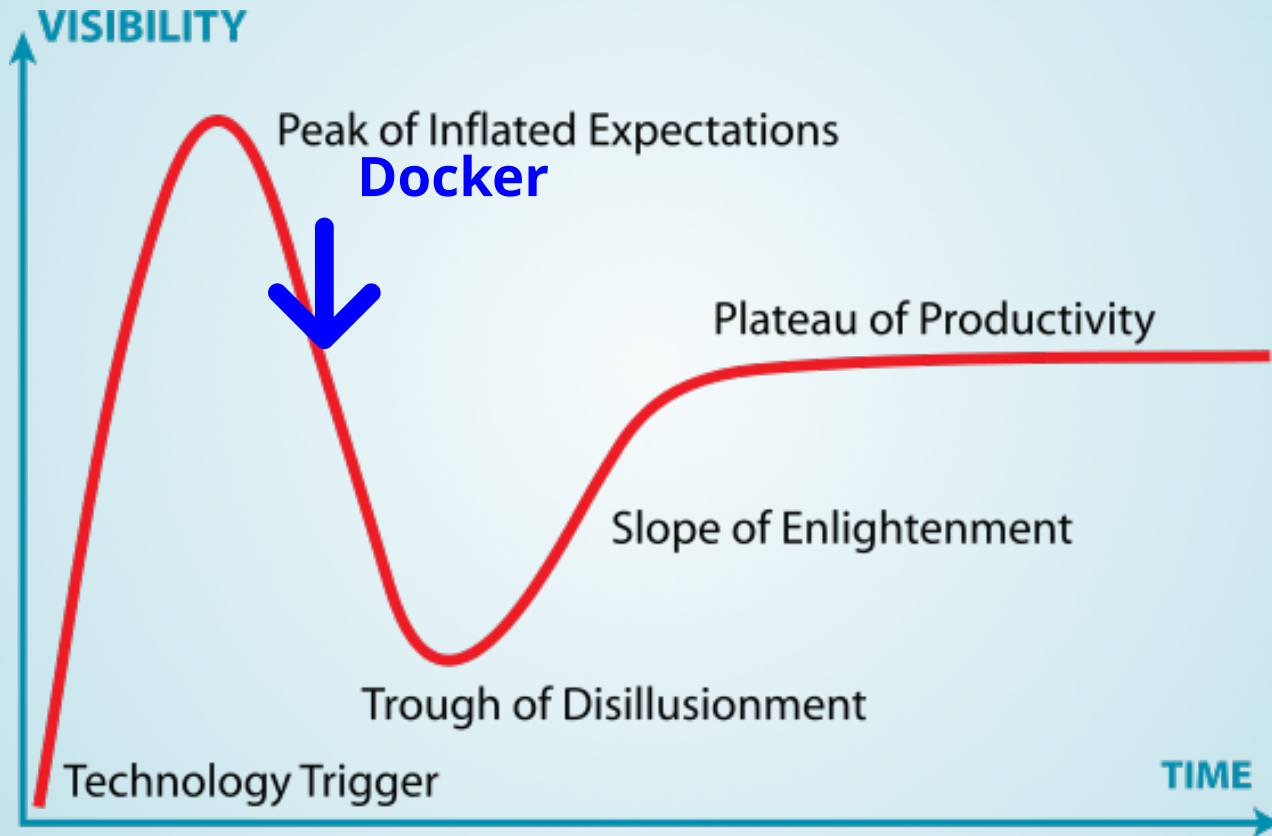 VISIBILITY
Peak of Inflated Expectations
Docker
Plateau of Productivity
Slope of Enlightenment
Trough of Disillusionment
Technology Trigger
TIME